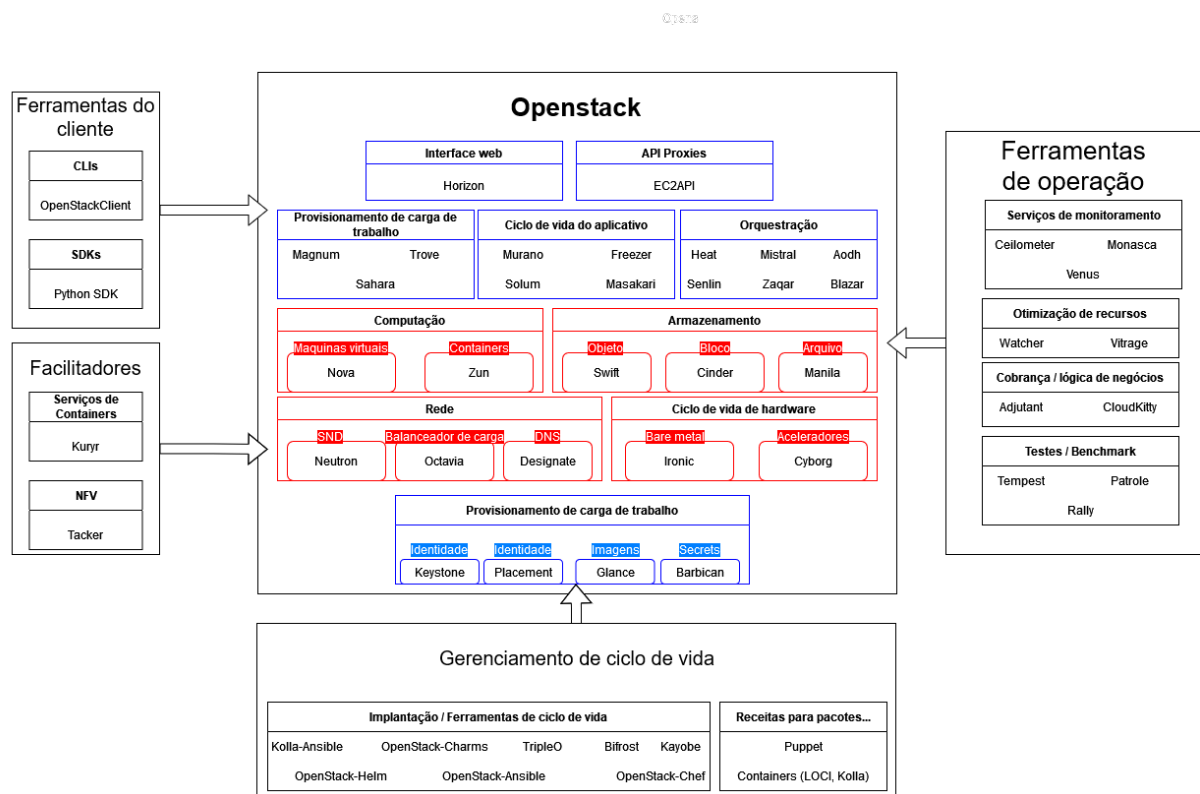 Opens
Ferramentas do
cliente
CLIs
OpenStackClient
SDKs
Python SDK
Facilitadores
Serviços de
Containers
Kuryr
NFV
Tacker
Openstack
Interface web
Horizon
API Proxies
EC2API
Provisionamento de carga de
trabalho
Magnum Trove
Sahara
Ciclo de vida do aplicativo
Murano Freezer
Solum Masakari
Orquestração
Heat Mistral Aodh
Senlin Zaqar Blazar
Computação
Maquinas virtuais
Nova
Containers
Zun
Armazenamento
Objeto
Swift
Bloco
Cinder
Arquivo
Manila
Rede
SND
Neutron
Balanceador de carga
Octavia
DNS
Designate
Ciclo de vida de hardware
Bare metal
Ironic
Aceleradores
Cyborg
Provisionamento de carga de trabalho
Identidade
Keystone
Identidade
Placement
Imagens
Glance
Secrets
Barbican
Ferramentas
de operação
Serviços de monitoramento
Ceilometer Monasca
Venus
Otimização de recursos
Watcher Vitrage
Cobrança / lógica de negócios
Adjutant CloudKitty
Testes / Benchmark
Tempest Patrole
Rally
Gerenciamento de ciclo de vida
Implantação / Ferramentas de ciclo de vida
Kolla-Ansible OpenStack-Charms TripleO Bifrost Kayobe
OpenStack-Helm OpenStack-Ansible OpenStack-Chef
Receitas para pacotes...
Puppet
Containers (LOCI, Kolla)